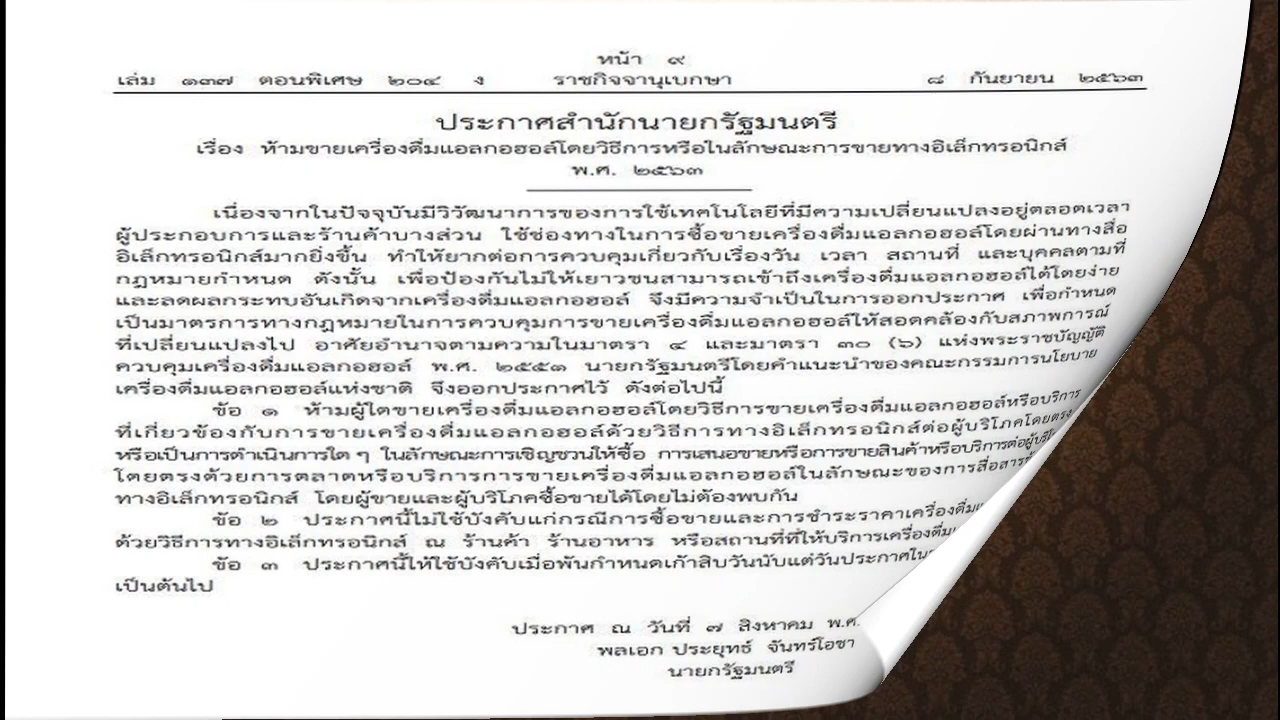 หน้า ๙
เล่ม ๑๓๗ ตอนพิเศษ ๒๐๔ ง ราชกิจจานุเบกษา ๘ กันยายน ๒๕๖๓
ประกาศสำนักนายกรัฐมนตรี
เรื่อง ห้ามขายเครื่องดื่มแอลกอฮอล์โดยวิธีการหรือในลักษณะการขายทางอิเล็กทรอนิกส์
พ.ศ. ๒๕๖๓
เนื่องจากในปัจจุบันมีวิวัฒนาการของการใช้เทคโนโลยีที่มีความเปลี่ยนแปลงอยู่ตลอดเวลา
ผู้ประกอบการและร้านค้าบางส่วน ใช้ช่องทางในการซื้อขายเครื่องดื่มแอลกอฮอล์โดยผ่านทางสื่อ
อิเล็กทรอนิกส์มากยิ่งขึ้น ทำให้ยากต่อการควบคุมเกี่ยวกับเรื่องวัน เวลา สถานที่ และบุคคลตามที่
กฎหมายกำหนด ดังนั้น เพื่อป้องกันไม่ให้เยาวชนสามารถเข้าถึงเครื่องดื่มแอลกอฮอล์ได้โดยง่าย
และลดผลกระทบอันเกิดจากเครื่องดื่มแอลกอฮอล์ จึงมีความจำเป็นในการออกประกาศ เพื่อกำหนด
เป็นมาตรการทางกฎหมายในการควบคุมการขายเครื่องดื่มแอลกอฮอล์ให้สอดคล้องกับสภาพการณ์
ที่เปลี่ยนแปลงไป อาศัยอำนาจตามความในมาตรา ๔ และมาตรา ๓๐ (๖) แห่งพระราชบัญญัติ
ควบคุมเครื่องดื่มแอลกอฮอล์ พ.ศ. ๒๕๕๑ นายกรัฐมนตรีโดยคำแนะนำของคณะกรรมการนโยบาย
เครื่องดื่มแอลกอฮอล์แห่งชาติ จึงออกประกาศไว้ ดังต่อไปนี้
ข้อ ๑ ห้ามผู้ใดขายเครื่องดื่มแอลกอฮอล์โดยวิธีการขายเครื่องดื่มแอลกอฮอล์หรือบริการ
ที่เกี่ยวข้องกับการขายเครื่องดื่มแอลกอฮอล์ด้วยวิธีการทางอิเล็กทรอนิกส์ต่อผู้บริโภคโดยตรง
หรือเป็นการดำเนินการใด ๆ ในลักษณะการเชิญชวนให้ซื้อ การเสนอขายหรือการขายสินค้าหรือบริการต่อ
โดยตรงด้วยการตลาดหรือบริการการขายเครื่องดื่มแอลกอฮอล์ในลักษณะของการสื่อสาร
ทางอิเล็กทรอนิกส์ โดยผู้ขายและผู้บริโภคซื้อขายได้โดยไม่ต้องพบกัน
ข้อ ๒ ประกาศนี้ไม่ใช้บังคับแก่กรณีการซื้อขายและการชำระราคา
ด้วยวิธีการทางอิเล็กทรอนิกส์ ณ ร้านค้า ร้านอาหาร หรือสถานที่ที่ให้บริการ
ข้อ ๓ ประกาศนี้ให้ใช้บังคับเมื่อพ้นกำหนดเก้าสิบวันนับแต่วันประกาศใน
เป็นต้นไป
ประกาศ ณ วันที่ ๗ สิงหาคม พ.ศ.
พลเอก ประยุทธ์ จันทร์โอชา
นายกรัฐมนตรี